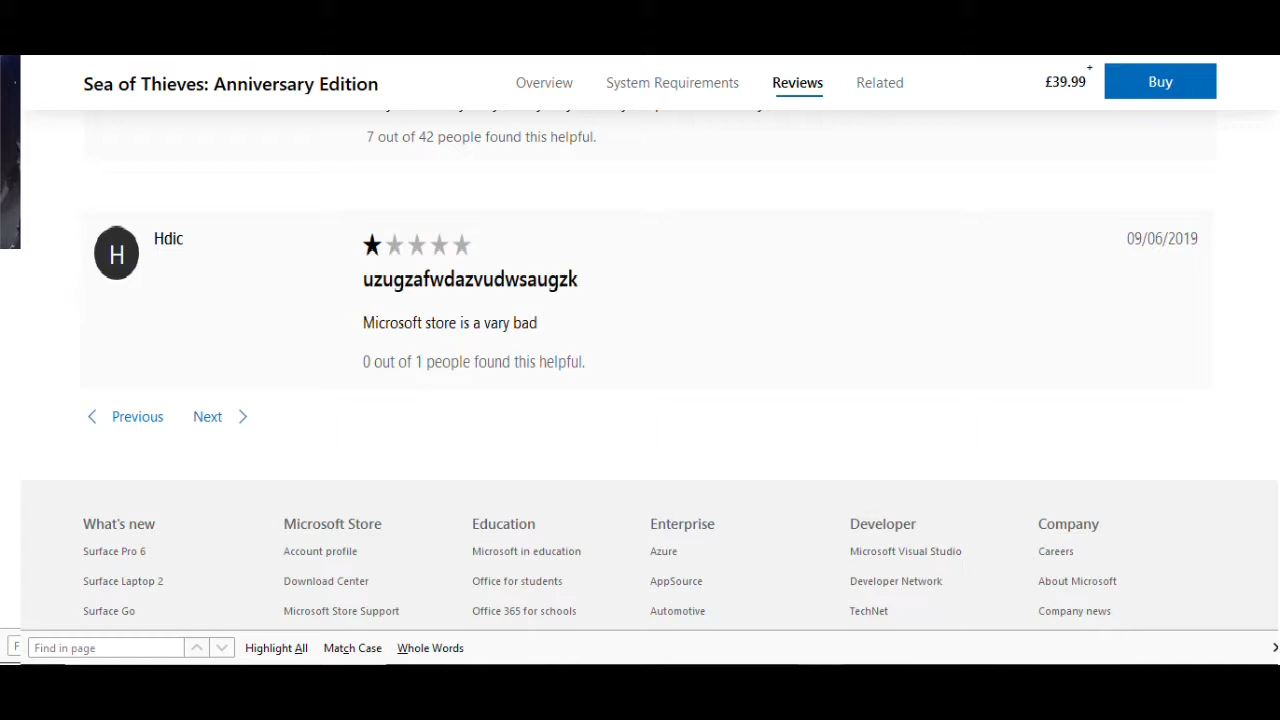 Sea of Thieves: Anniversary Edition
Overview
System Requirements
Reviews
Related
£39.99+
Buy
7 out of 42 people found this helpful.
H
Hdic
09/06/2019
uzugzafwdazvudwsaugzk
Microsoft store is a vary bad
0 out of 1 people found this helpful.
Previous
Next
What's new
Microsoft Store
Education
Enterprise
Developer
Company
Surface Pro 6
Account profile
Microsoft in education
Azure
Microsoft Visual Studio
Careers
Surface Laptop 2
Download Center
Office for students
AppSource
Developer Network
About Microsoft
Surface Go
Microsoft Store Support
Office 365 for schools
Automotive
TechNet
Company news
F
Find in page
Highlight All
Match Case
Whole Words